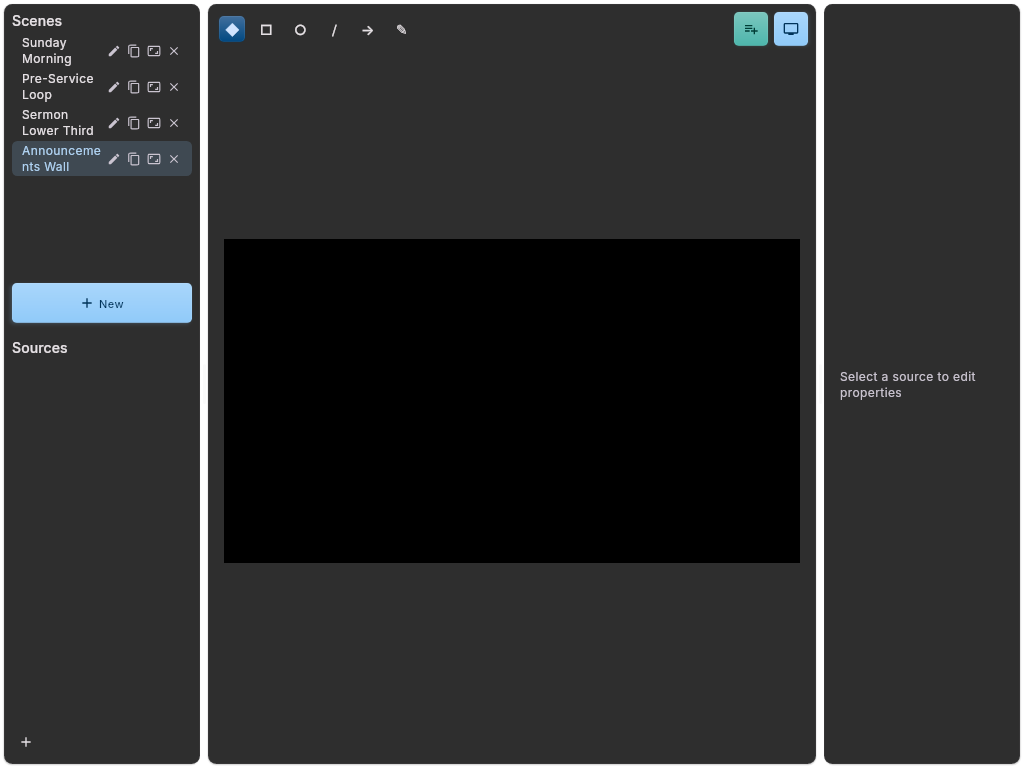 Scenes
Sunday
Morning
Pre-Service
Loop
Sermon
Lower Third
Announceme
nts Wall
New
Sources
Select a source to edit
properties